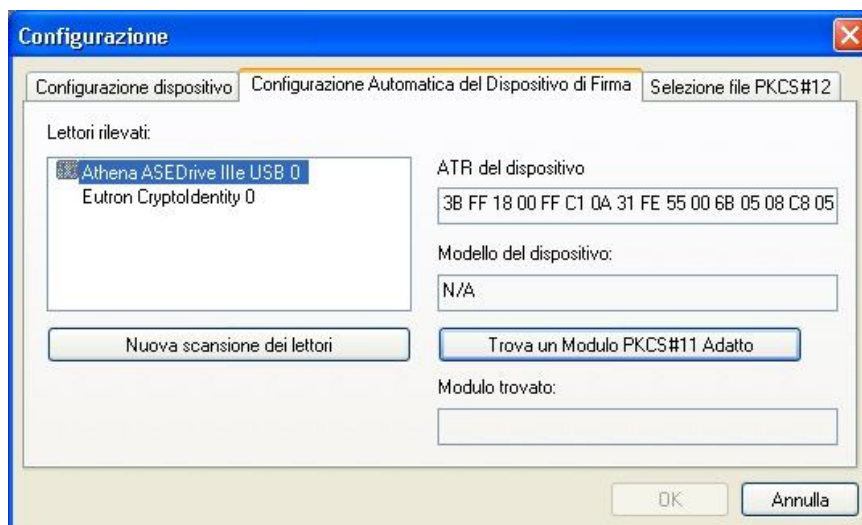 Configurazione
Configurazione dispositivo
Configurazione Automatica del Dispositivo di Firma
Selezione file PKCS#12
Lettori rilevati:
Athena ASEDrive IIIe USB 0
Eutron CryptoIdentity 0
Nuova scansione dei lettori
ATR del dispositivo
3B FF 18 00 FF C1 0A 31 FE 55 00 6B 05 08 C8 05
Modello del dispositivo:
N/A
Trova un Modulo PKCS#11 Adatto
Modulo trovato:
OK
Annulla